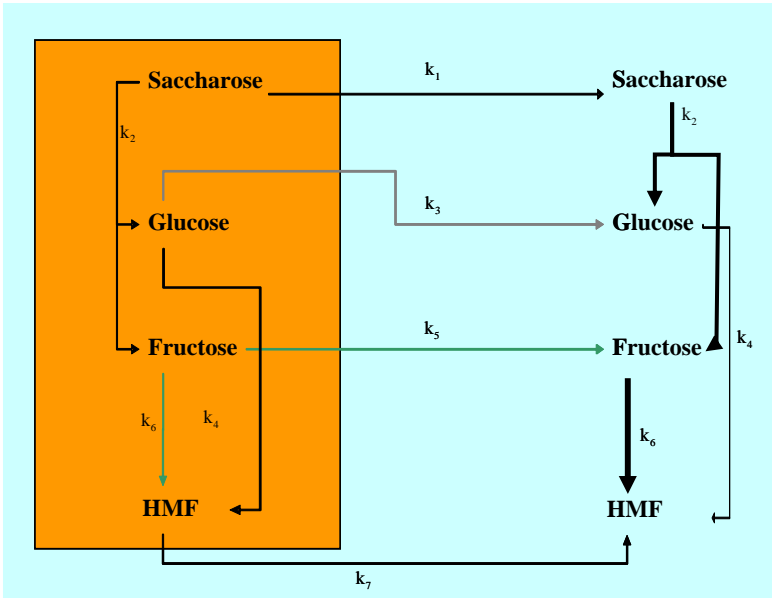 k₁
Saccharose Saccharose
k₂ k₂
k₃
Glucose Glucose
k₅ k₄
Fructose Fructose
k₆ k₄ k₆
HMF HMF
k₇